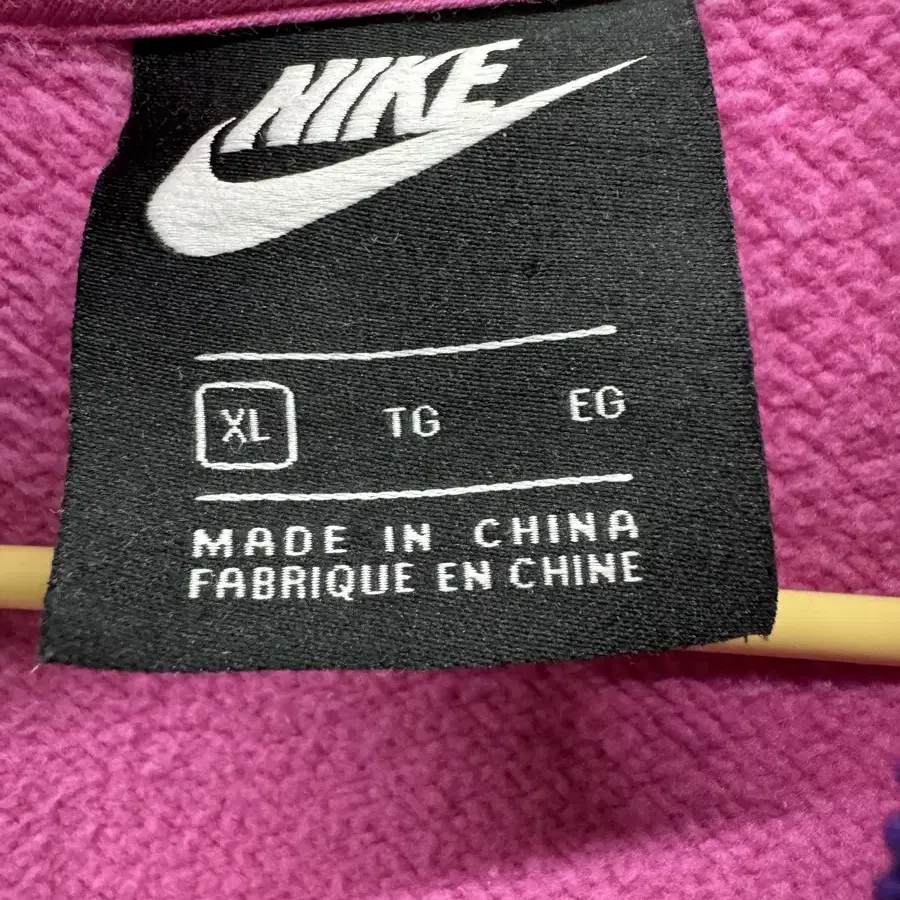 NIKE
XL TG EG
MADE IN CHINA
FABRIQUE EN CHINE